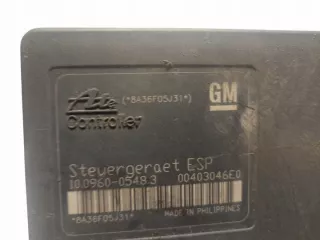 Ate (*8A36F05J31*) GM
Controller
Steuergeraet ESP
10.0960-0548.3 00403046E0
*8A36F05J31*
MADE IN PHILIPPINES